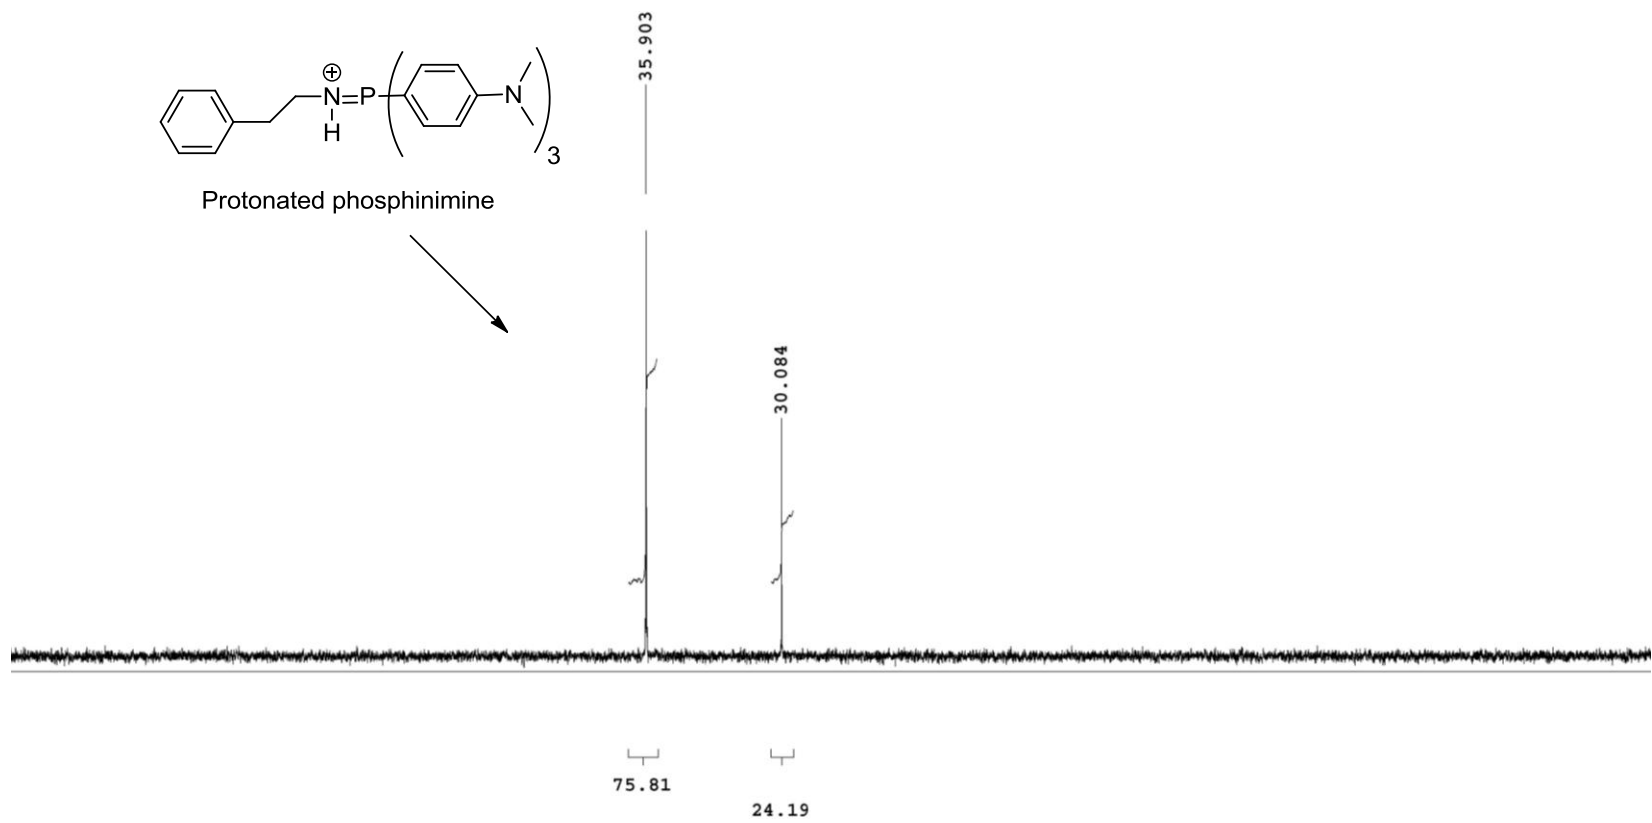 35.903
⊕
N=P
N
H
3
Protonated phosphinimine
30.084
75.81
24.19